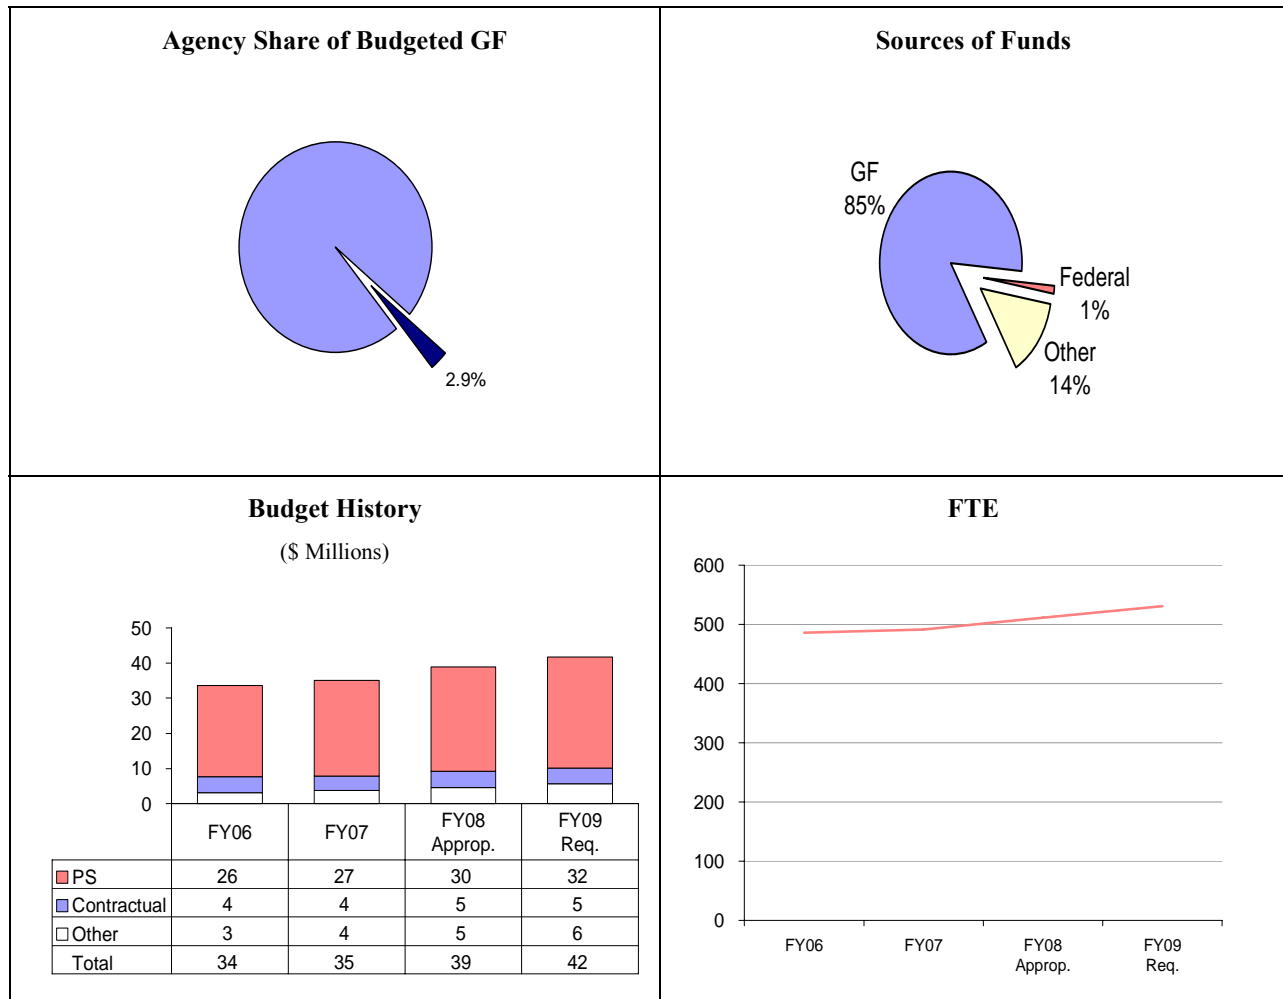 Agency Share of Budgeted GF
2.9%
Sources of Funds
GF
85%
Federal
1%
Other
14%
Budget History
($ Millions)
50
40
30
20
10
0
FY06 FY07 FY08 Approp. FY09 Req.
PS 26 27 30 32
Contractual 4 4 5 5
Other 3 4 5 6
Total 34 35 39 42
FTE
600
500
400
300
200
100
0
FY06 FY07 FY08 Approp. FY09 Req.